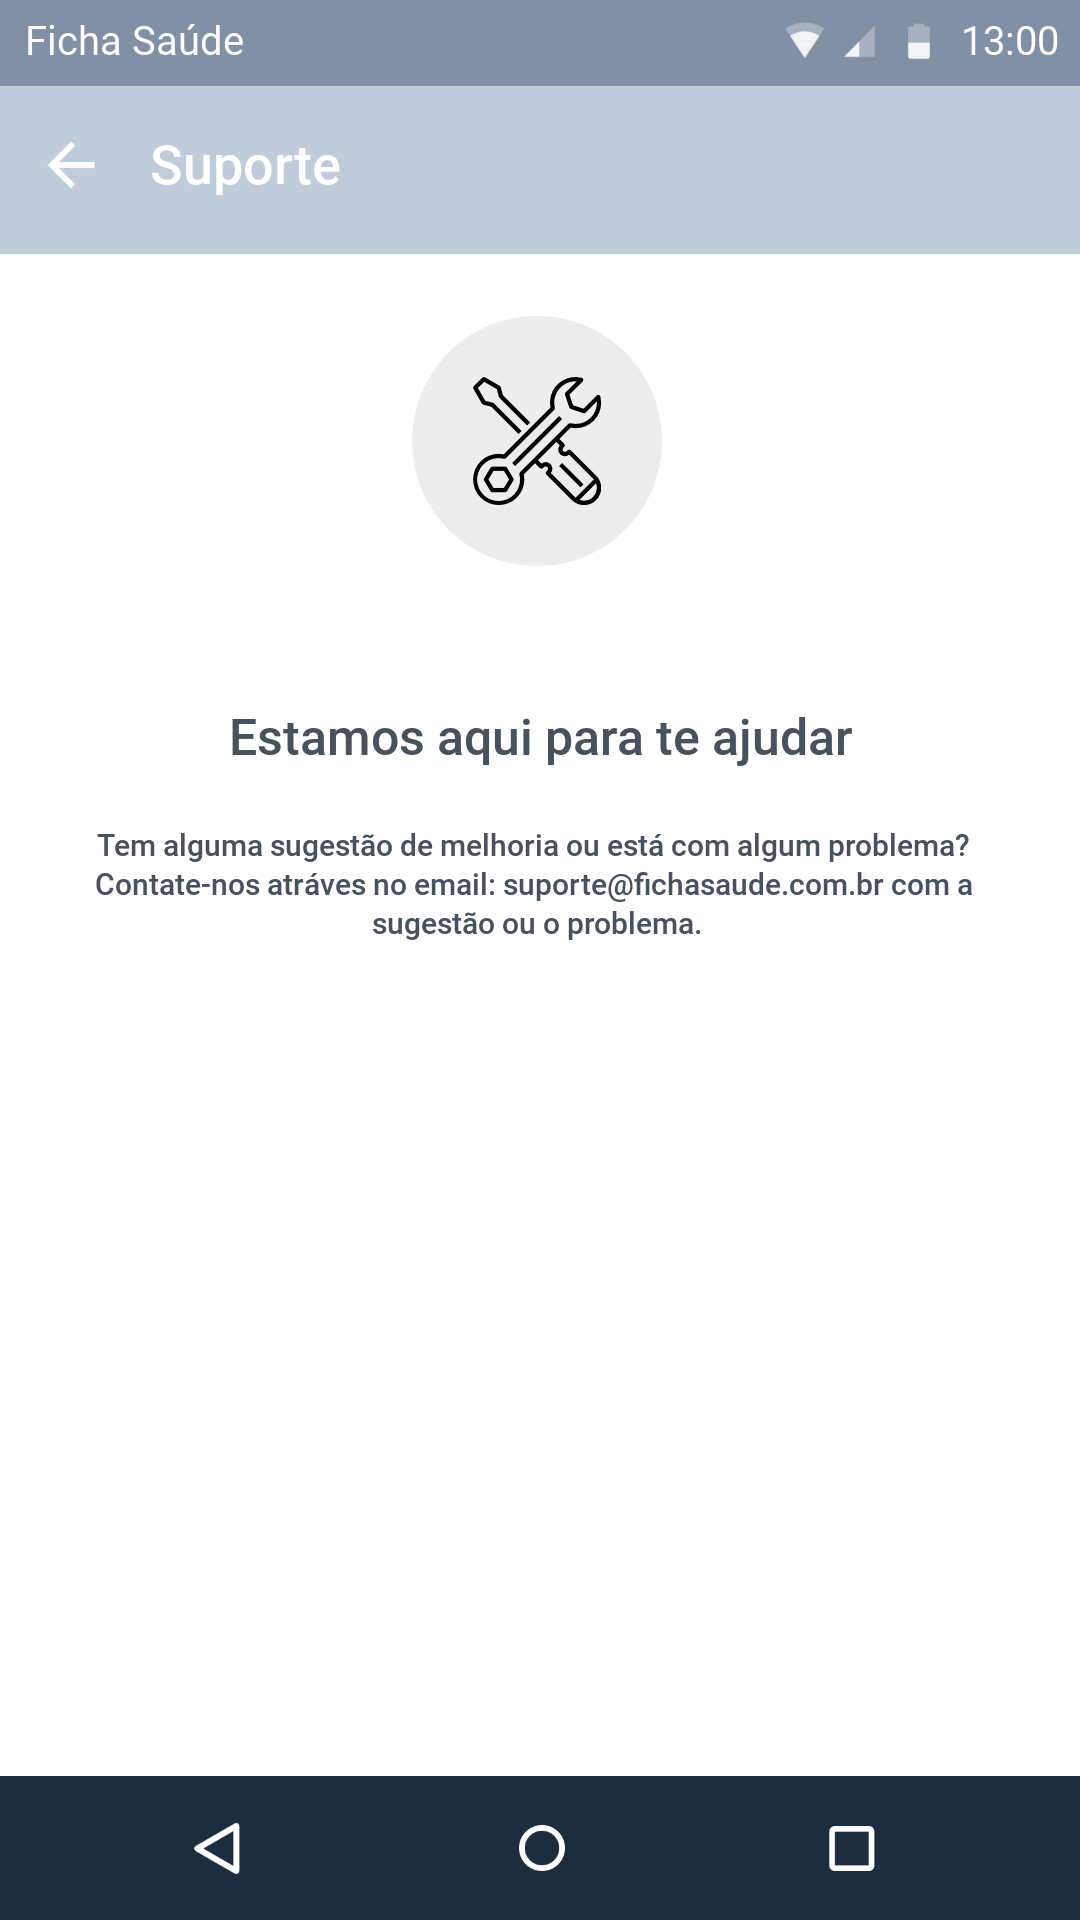 Ficha Saúde 13:00
Suporte
Estamos aqui para te ajudar
Tem alguma sugestão de melhoria ou está com algum problema?
Contate-nos atráves no email: suporte@fichasaude.com.br com a
sugestão ou o problema.